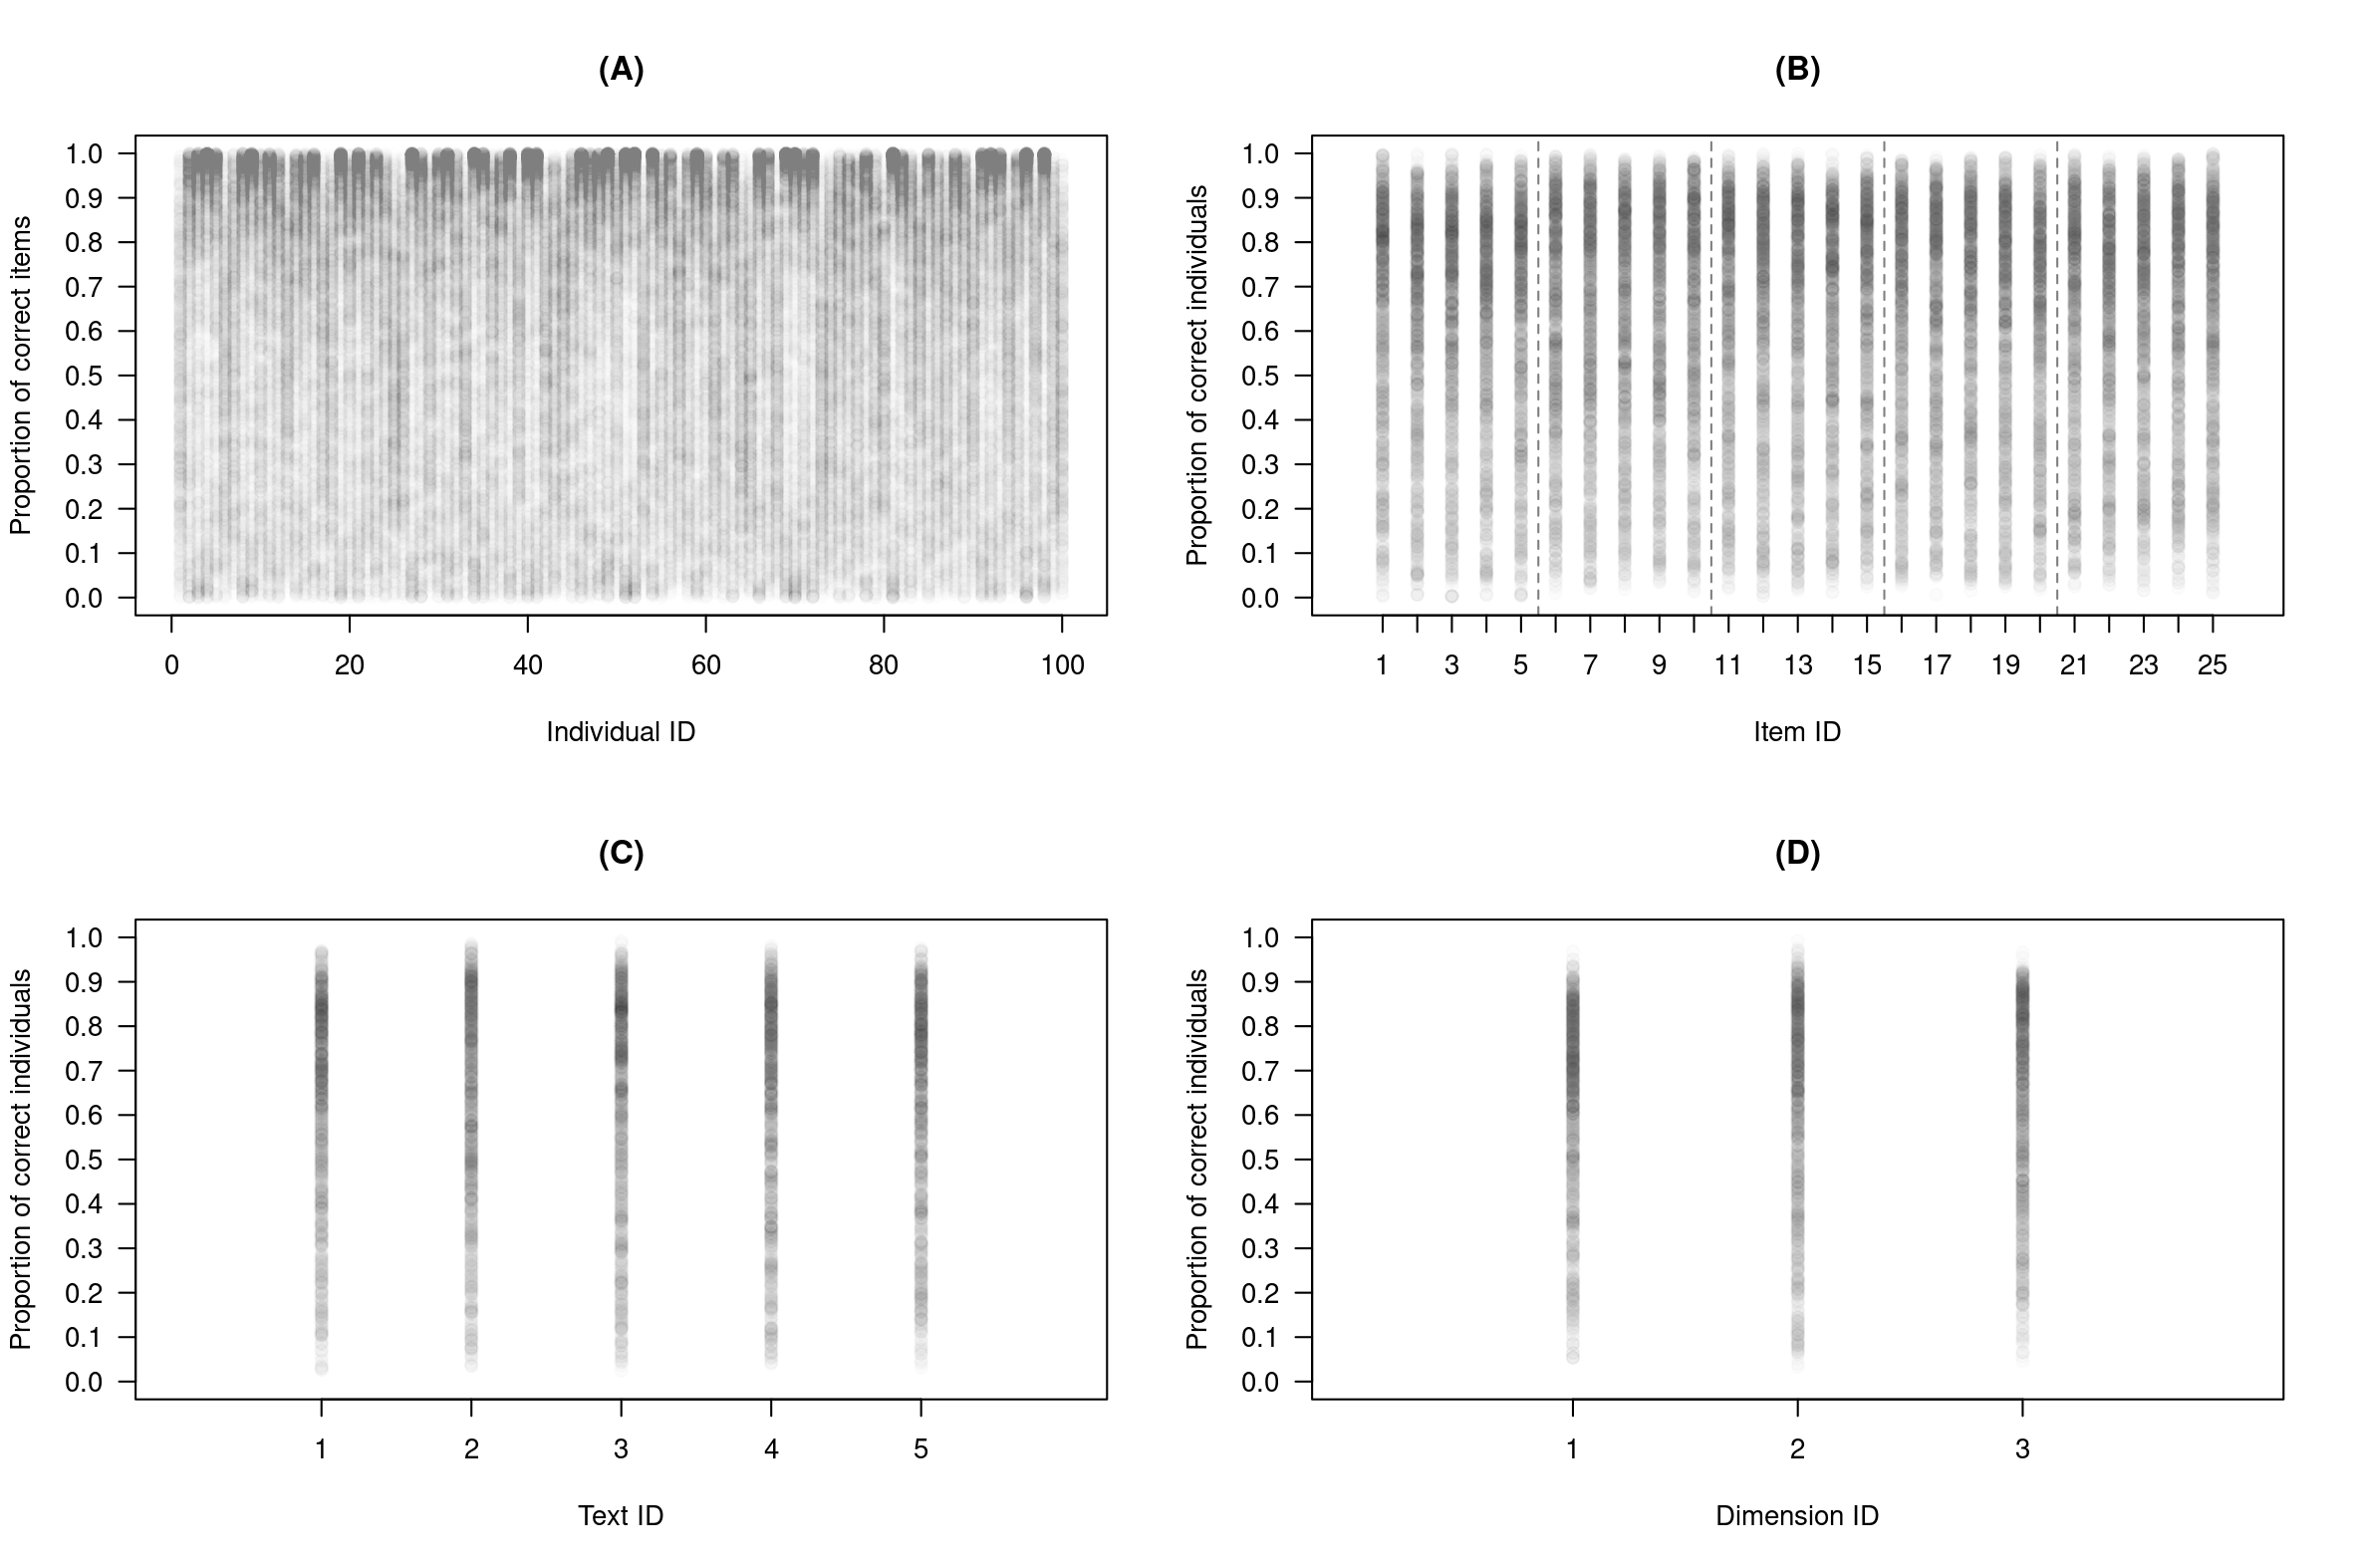 (A)
Proportion of correct items
1.0
0.9
0.8
0.7
0.6
0.5
0.4
0.3
0.2
0.1
0.0
0 20 40 60 80 100
Individual ID
(B)
Proportion of correct individuals
1.0
0.9
0.8
0.7
0.6
0.5
0.4
0.3
0.2
0.1
0.0
1 3 5 7 9 11 13 15 17 19 21 23 25
Item ID
(C)
Proportion of correct individuals
1.0
0.9
0.8
0.7
0.6
0.5
0.4
0.3
0.2
0.1
0.0
1 2 3 4 5
Text ID
(D)
Proportion of correct individuals
1.0
0.9
0.8
0.7
0.6
0.5
0.4
0.3
0.2
0.1
0.0
1 2 3
Dimension ID